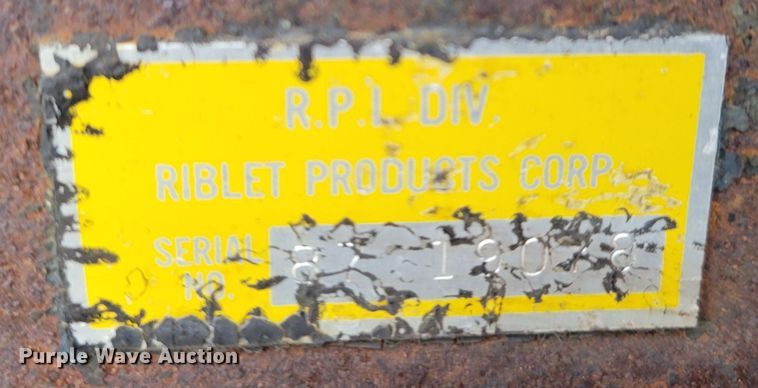 R.P.L. DIV.
RIBLET PRODUCTS CORP
SERIAL
NO.
Purple Wave Auction